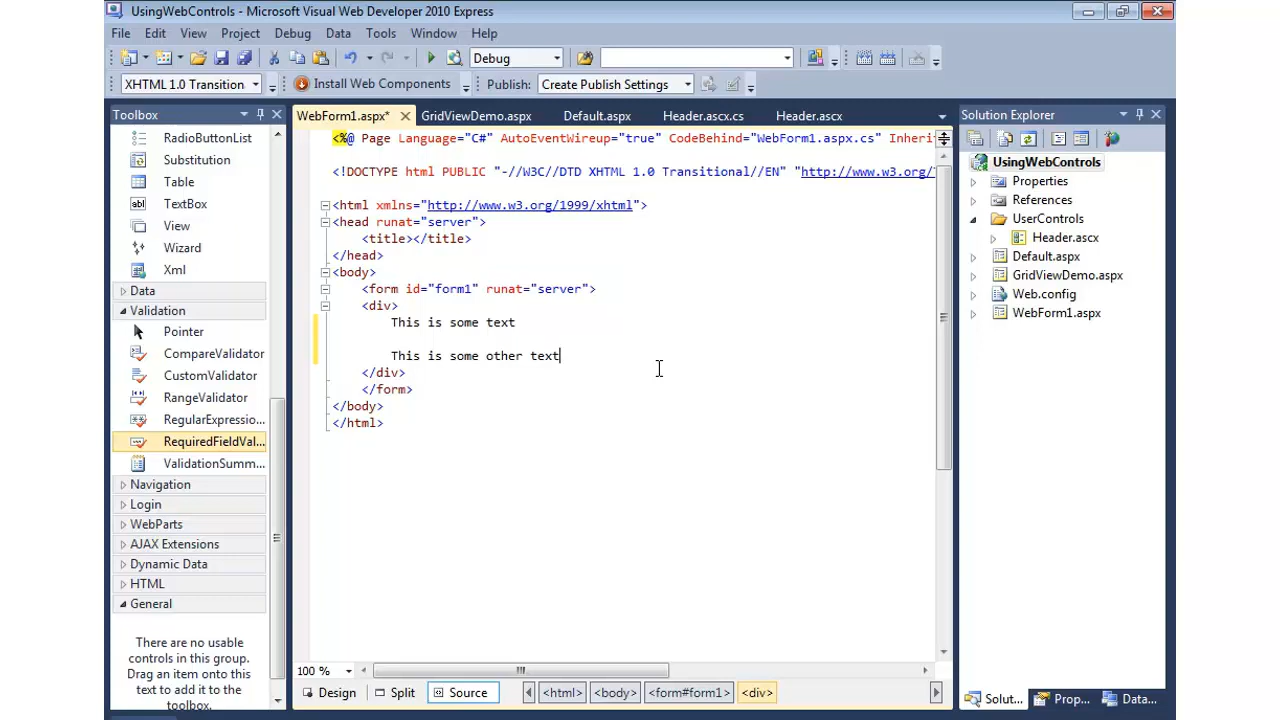 UsingWebControls - Microsoft Visual Web Developer 2010 Express
File Edit View Project Debug Data Tools Window Help
Debug
XHTML 1.0 Transition Install Web Components Publish: Create Publish Settings
Toolbox
RadioButtonList
Substitution
Table
TextBox
View
Wizard
Xml
Data
Validation
Pointer
CompareValidator
CustomValidator
RangeValidator
RegularExpressio...
RequiredFieldVal...
ValidationSumm...
Navigation
Login
WebParts
AJAX Extensions
Dynamic Data
HTML
General
There are no usable
controls in this group.
Drag an item onto this
text to add it to the
toolbox.
WebForm1.aspx* GridViewDemo.aspx Default.aspx Header.ascx.cs Header.ascx
<%@ Page Language="C#" AutoEventWireup="true" CodeBehind="WebForm1.aspx.cs" Inheri
<!DOCTYPE html PUBLIC "-//W3C//DTD XHTML 1.0 Transitional//EN" "http://www.w3.org/
<html xmlns="http://www.w3.org/1999/xhtml">
<head runat="server">
<title></title>
</head>
<body>
<form id="form1" runat="server">
<div>
This is some text
This is some other text
</div>
</form>
</body>
</html>
100 %
Design Split Source <html> <body> <form#form1> <div>
Solution Explorer
UsingWebControls
Properties
References
UserControls
Header.ascx
Default.aspx
GridViewDemo.aspx
Web.config
WebForm1.aspx
Solut... Prop... Data...